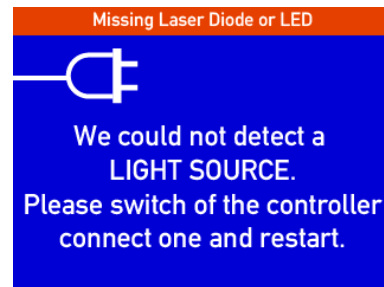 Missing Laser Diode or LED
We could not detect a
LIGHT SOURCE.
Please switch of the controller
connect one and restart.